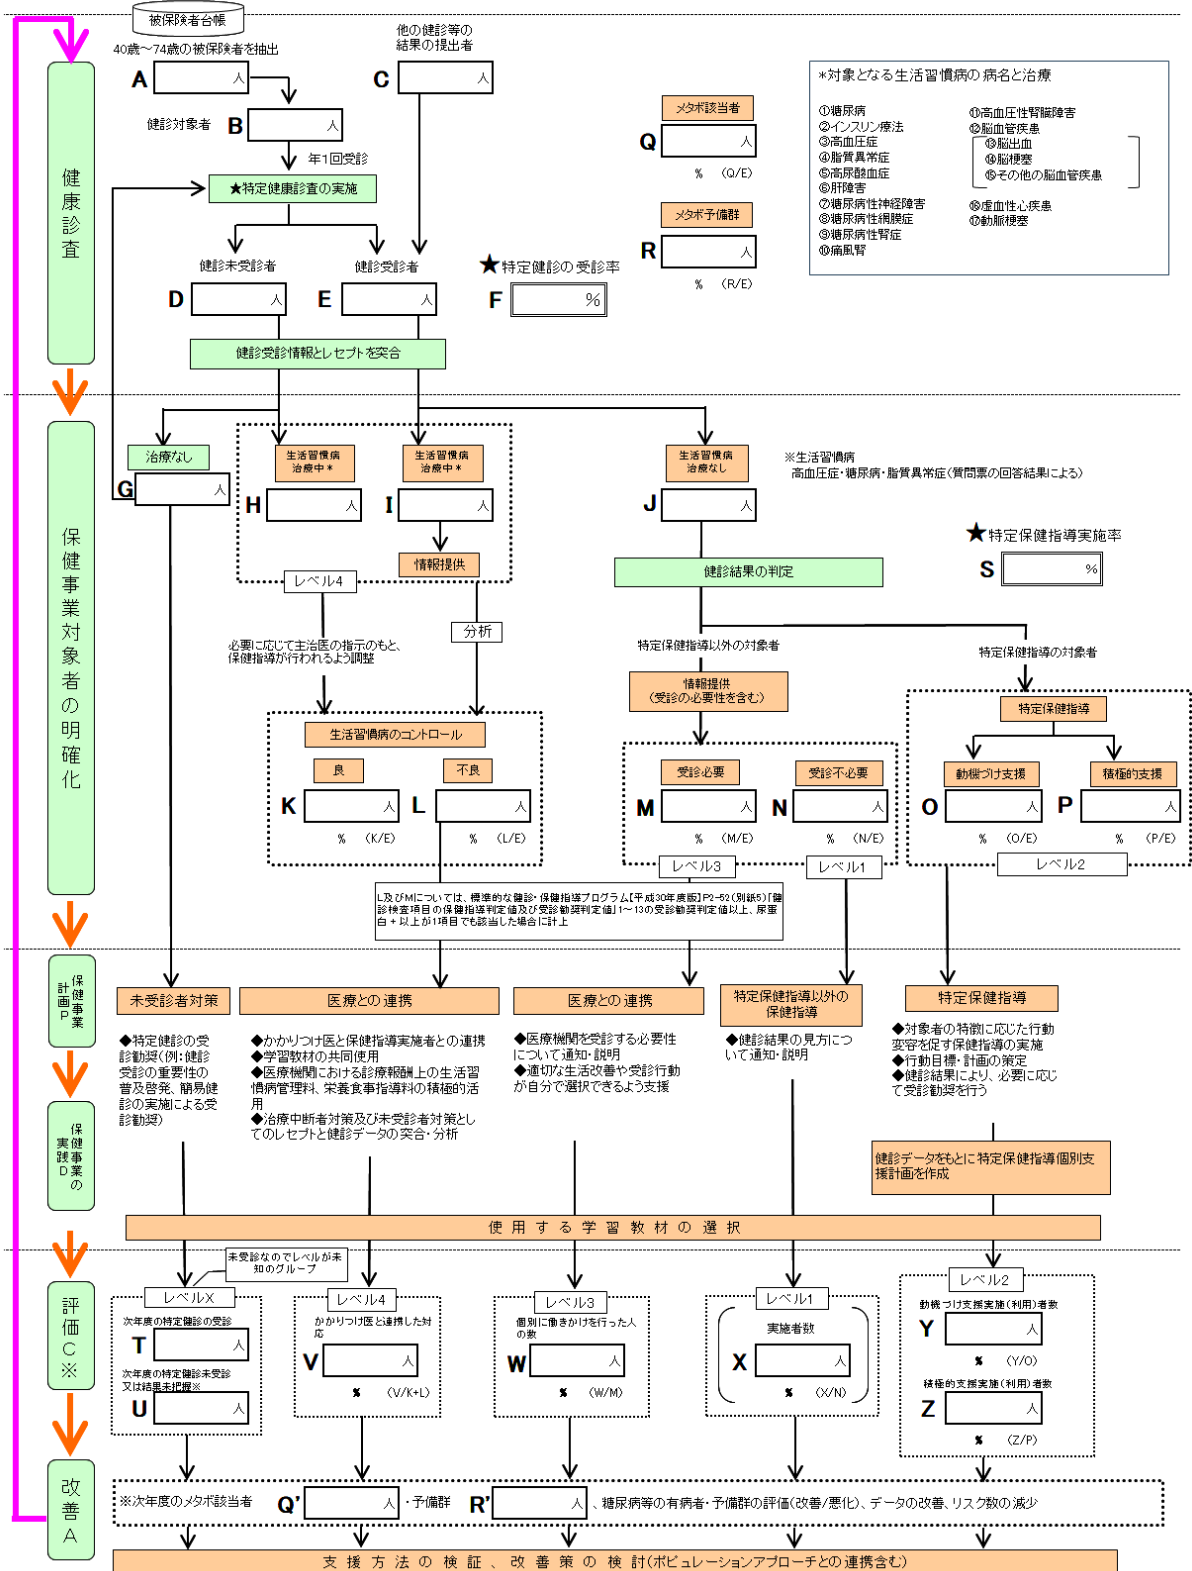 被保険者台帳
40歳～74歳の被保険者を抽出
A 人
他の健診等の
結果の提出者
C 人
健診対象者 B 人
年1回受診
★特定健康診査の実施
健診未受診者
D 人
健診受診者
E 人
★特定健診の受診率
F %
健診受診情報とレセプトを突合
メタボ該当者
Q 人
% (Q/E)
メタボ予備群
R 人
% (R/E)
*対象となる生活習慣病の病名と治療
①糖尿病
②インスリン療法
③高血圧症
④脂質異常症
⑤高尿酸血症
⑥肝障害
⑦糖尿病性神経障害
⑧糖尿病性網膜症
⑨糖尿病性腎症
⑩痛風腎
⑪高血圧性腎臓障害
⑫脳血管疾患
⑬脳出血
⑭脳梗塞
⑮その他の脳血管疾患
⑯虚血性心疾患
⑰動脈梗塞
健康診査
保健事業対象者の明確化
治療なし
G 人
生活習慣病
治療中*
H 人
生活習慣病
治療中*
I 人
情報提供
レベル4
生活習慣病
治療なし
J 人
※生活習慣病
高血圧症・糖尿病・脂質異常症(質問票の回答結果による)
★特定保健指導実施率
S %
健診結果の判定
必要に応じて主治医の指示のもと、
保健指導が行われるよう調整
分析
特定保健指導以外の対象者
特定保健指導の対象者
情報提供
(受診の必要性を含む)
生活習慣病のコントロール
良
K 人
% (K/E)
不良
L 人
% (L/E)
受診必要
M 人
% (M/E)
受診不必要
N 人
% (N/E)
レベル3
レベル1
特定保健指導
動機づけ支援
O 人
% (O/E)
積極的支援
P 人
% (P/E)
レベル2
L及びMについては、標準的な健診・保健指導プログラム【平成30年度版】P2-52(別紙5)「健
診検査項目の保健指導判定値及び受診勧奨判定値」1～13の受診勧奨判定値以上、尿蛋
白+以上が1項目でも該当した場合に計上
保健事業
計画P
未受診者対策
◆特定健診の受
診勧奨(例:健診
受診の重要性の
普及啓発、簡易健
診の実施による受
診勧奨)
医療との連携
◆かかりつけ医と保健指導実施者との連携
◆学習教材の共同使用
◆医療機関における診療報酬上の生活習
慣病管理料、栄養食事指導料の積極的活
用
◆治療中断者対策及び未受診者対策とし
てのレセプトと健診データの突合・分析
医療との連携
◆医療機関を受診する必要性
について通知・説明
◆適切な生活改善や受診行動
が自分で選択できるよう支援
特定保健指導以外の
保健指導
◆健診結果の見方につ
いて通知・説明
特定保健指導
◆対象者の特徴に応じた行動
変容を促す保健指導の実施
◆行動目標・計画の策定
◆健診結果により、必要に応じ
て受診勧奨を行う
保健事業の
実践D
健診データをもとに特定保健指導個別支
援計画を作成
使用する学習教材の選択
評価C※
未受診なのでレベルが未
知のグループ
レベルX
次年度の特定健診の受診
T 人
次年度の特定健診未受診
又は結果未把握※
U 人
レベル4
かかりつけ医と連携した対
応
V 人
% (V/K+L)
レベル3
個別に働きかけを行った人
の数
W 人
% (W/M)
レベル1
実施者数
X 人
% (X/N)
レベル2
動機づけ支援実施(利用)者数
Y 人
% (Y/O)
積極的支援実施(利用)者数
Z 人
% (Z/P)
改善A
※次年度のメタボ該当者 Q' 人 ・予備群 R' 人 、糖尿病等の有病者・予備群の評価(改善/悪化)、データの改善、リスク数の減少
支援方法の検証、改善策の検討(ポピュレーションアプローチとの連携含む)